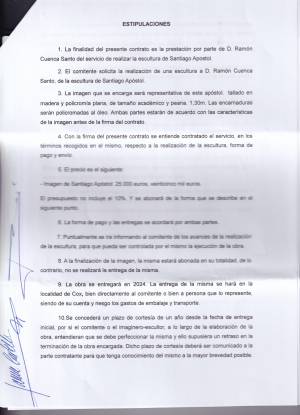 ESTIPULACIONES
1. La finalidad del presente contrato es la prestación por parte de D. Ramón
Cuenca Santo del servicio de realizar la escultura de Santiago Apóstol.
2. El comitente solicita la realización de una escultura a D. Ramón Cuenca
Santo, de la escultura de Santiago Apóstol.
3. La imagen que se encarga será representativa de este apóstol. tallado en
madera y policromía plana, de tamaño académico y peana. 1,30m. Las encarnaduras
serán policromadas al óleo. Ambas partes estarán de acuerdo con las características
de la imagen antes de la firma del contrato.
4. Con la firma del presente contrato se entiende contratado el servicio, en los
términos recogidos en el mismo, respecto a la realización de la escultura, forma de
pago y envío.
5. El precio es el siguiente:
- Imagen de Santiago Apóstol: 25.000 euros, veinticinco mil euros.
El presupuesto no incluye el 10%. Y se abonará de la forma que se describe en el
siguiente punto.
6. La forma de pago y las entregas se acordará por ambas partes.
7. Puntualmente se ira informando al comitente de los avances de la realización
de la escultura, para que pueda ser controlada por el mismo la ejecución de la obra.
8. A la finalización de la imagen, la misma estará abonada en su totalidad, de lo
contrario, no se realizará la entrega de la misma.
9. La obra se entregará en 2024. La entrega de la misma se hará en la
localidad de Cox, bien directamente al comitente o bien a persona que lo represente,
siendo de su cuenta y riesgo los gastos de embalaje y transporte.
10.Se concederá un plazo de cortesía de un año desde la fecha de entrega
inicial, por si el comitente o el imaginero-escultor, a lo largo de la elaboración de la
obra, entendieran que se debe perfeccionar la misma y ello supusiera un retraso en la
terminación de la obra encargada. Dicho plazo de cortesía deberá ser comunicado a la
parte contratante para que tenga conocimiento del mismo a la mayor brevedad posible.